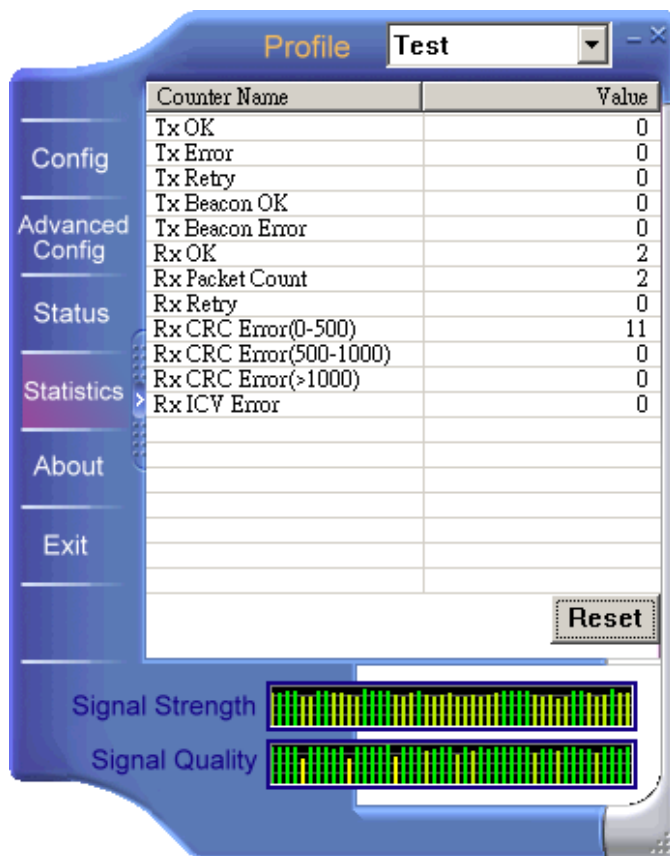 Profile Test
Counter Name Value
Tx OK 0
Tx Error 0
Tx Retry 0
Tx Beacon OK 0
Tx Beacon Error 0
Rx OK 2
Rx Packet Count 2
Rx Retry 0
Rx CRC Error(0-500) 11
Rx CRC Error(500-1000) 0
Rx CRC Error(>1000) 0
Rx ICV Error 0
Config
Advanced
Config
Status
Statistics
About
Exit
Reset
Signal Strength
Signal Quality